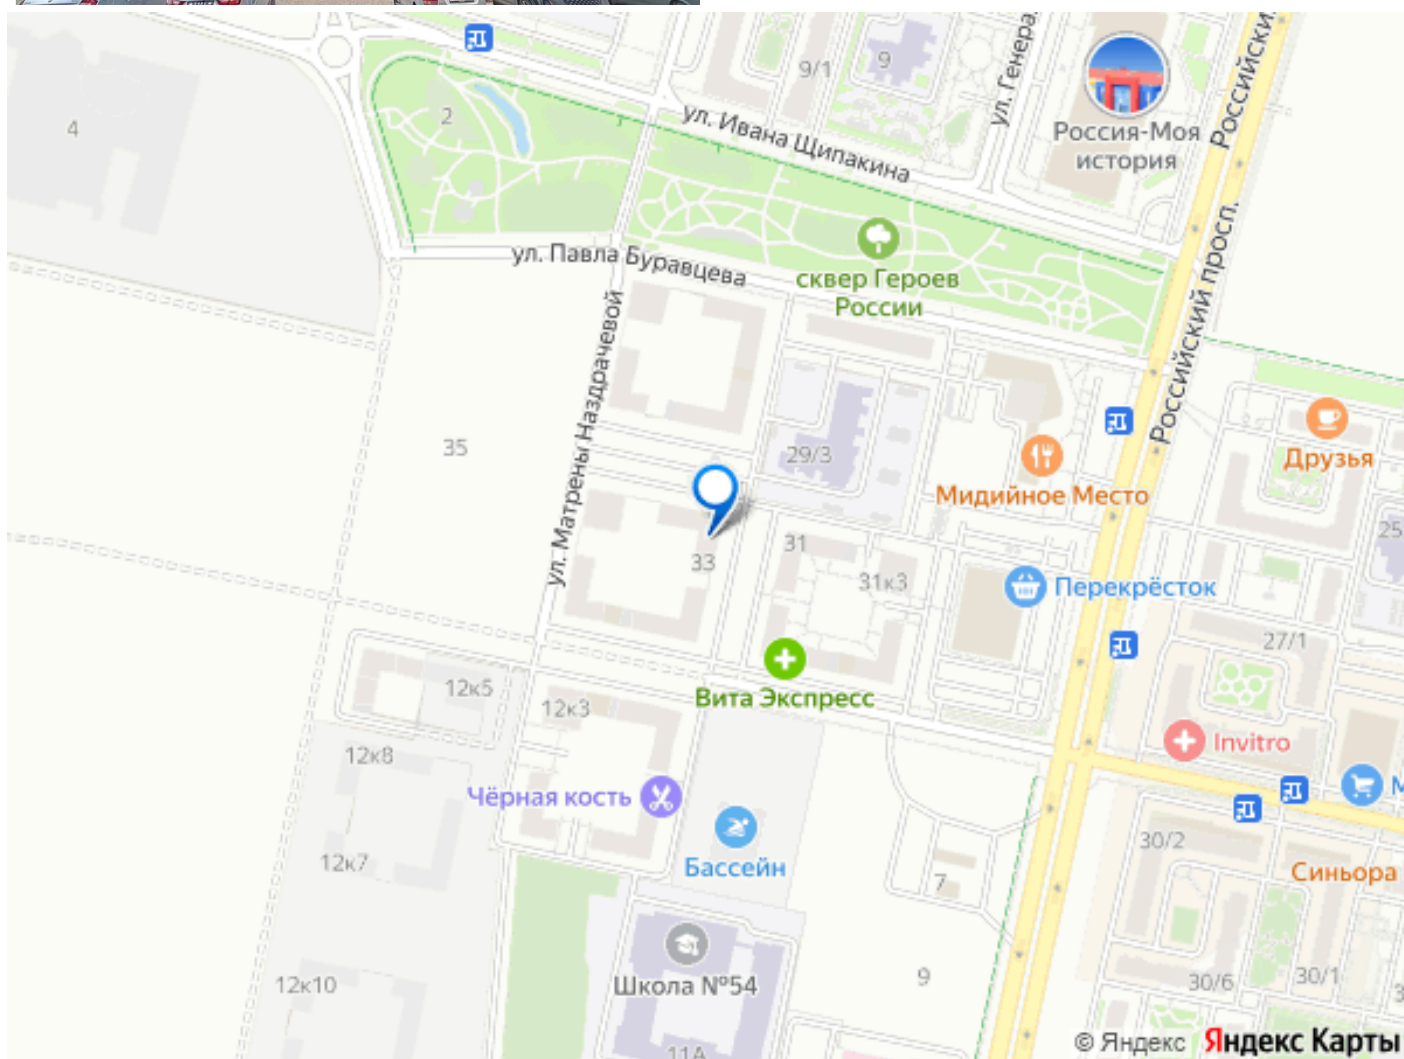 4
2
9/1
9
ул. Генера
Российски
Россия-Моя
история
ул. Ивана Щипакина
Российский просп.
ул. Павла Буравцева
сквер Героев
России
ул. Матрены Наздрачевой
35
29/3
Друзья
Мидийное Место
25
33
31
31к3
Перекрёсток
27/1
12к5
12к3
Вита Экспресс
Invitro
12к8
Чёрная кость
12к7
Бассейн
7
30/2
Синьора
Школа №54
12к10
9
30/6
30/1
3
11А
© Яндекс Яндекс Карты